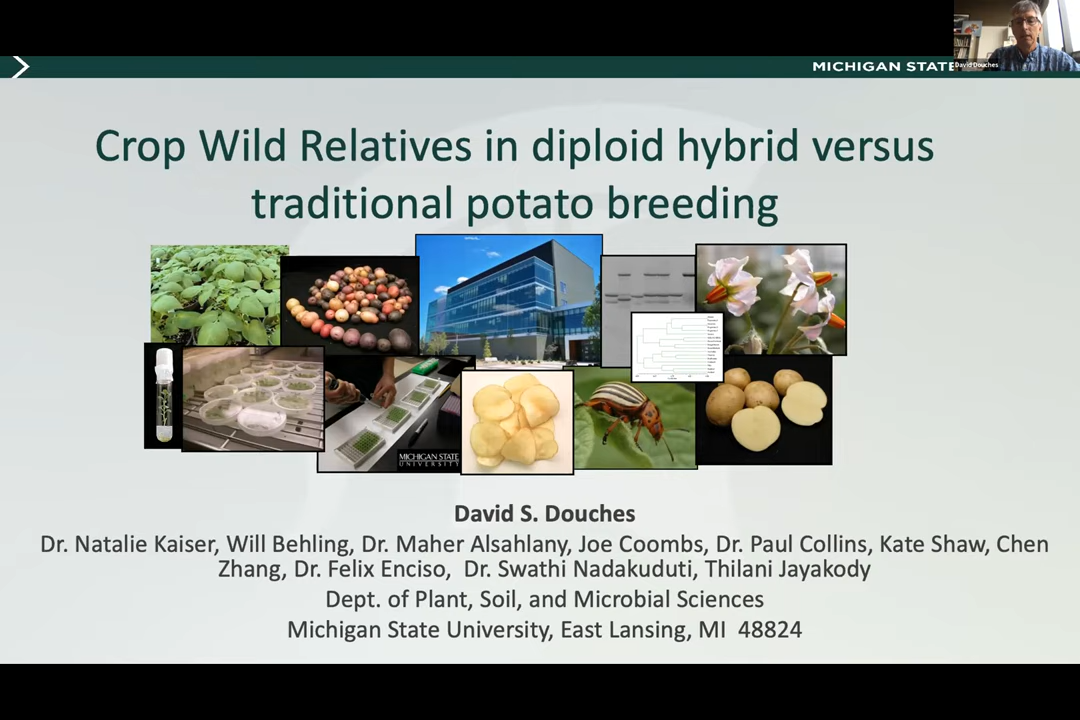 MICHIGAN STATE
David Douches
Crop Wild Relatives in diploid hybrid versus
traditional potato breeding
MICHIGAN STATE
UNIVERSITY
David S. Douches
Dr. Natalie Kaiser, Will Behling, Dr. Maher Alsahlany, Joe Coombs, Dr. Paul Collins, Kate Shaw, Chen
Zhang, Dr. Felix Enciso, Dr. Swathi Nadakuduti, Thilani Jayakody
Dept. of Plant, Soil, and Microbial Sciences
Michigan State University, East Lansing, MI 48824